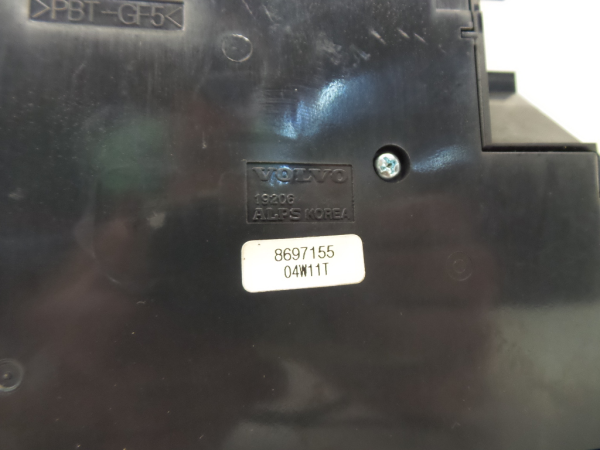 >PBT-GF5<
VOLVO
19206
ALPS KOREA
8697155
04W11T